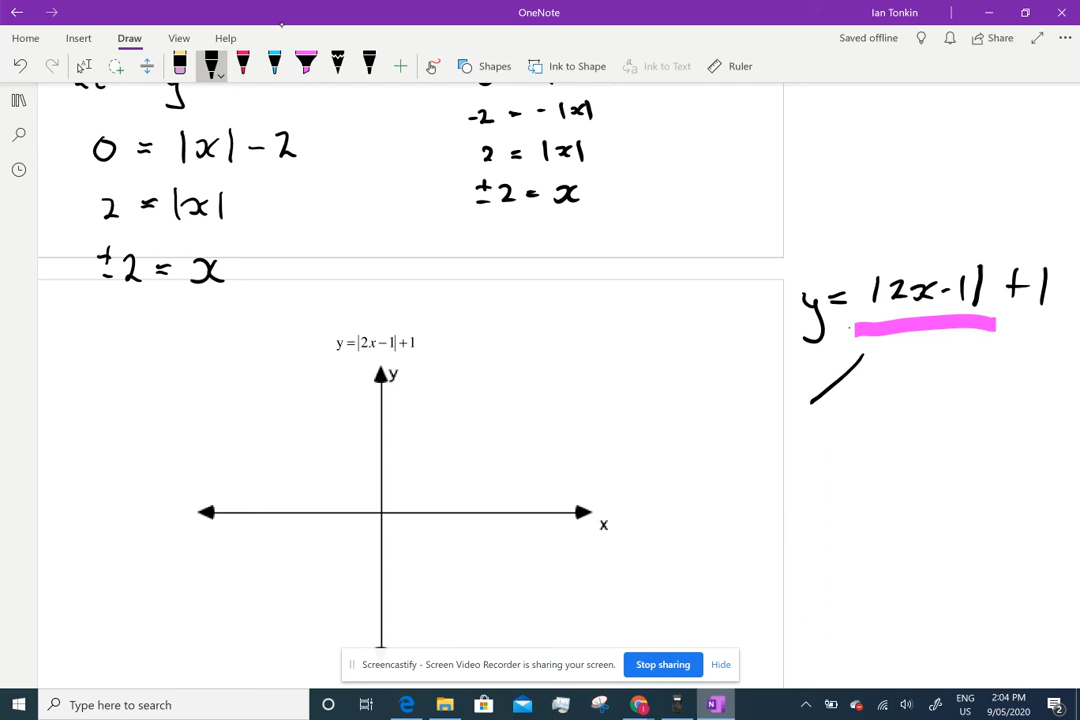 OneNote
Ian Tonkin
Home Insert Draw View Help
Saved offline
Share
Shapes
Ink to Shape
Ink to Text
Ruler
y
-2 = -|x|
0 = |x| - 2
2 = |x|
2 = |x|
±2 = x
±2 = x
y = |2x-1| + 1
y = |2x − 1| + 1
y
x
Screencastify - Screen Video Recorder is sharing your screen.
Stop sharing
Hide
Type here to search
ENG
US
2:04 PM
9/05/2020
2